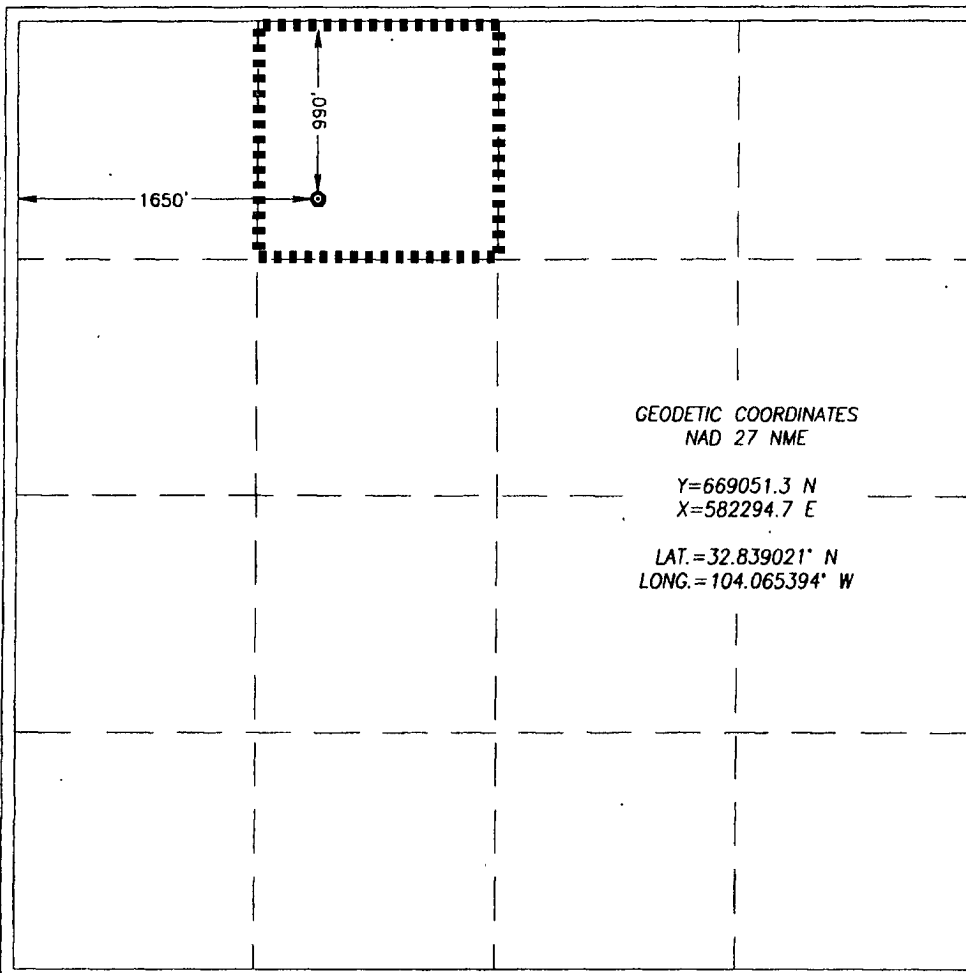 990'
1650'
GEODETIC COORDINATES
NAD 27 NME
Y=669051.3 N
X=582294.7 E
LAT.=32.839021° N
LONG.=104.065394° W